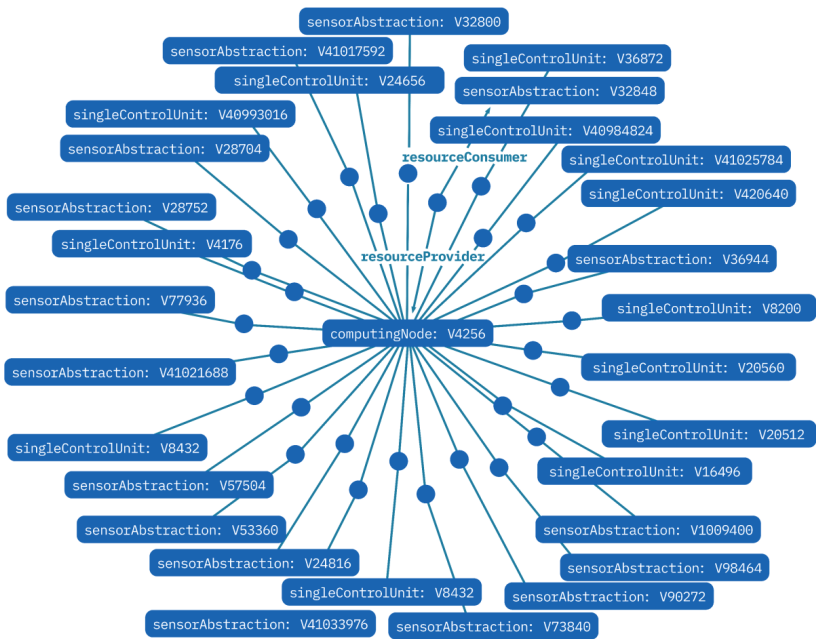 sensorAbstraction: V32800
sensorAbstraction: V41017592
singleControlUnit: V36872
singleControlUnit: V24656
sensorAbstraction: V32848
singleControlUnit: V40993016
singleControlUnit: V40984824
sensorAbstraction: V28704
resourceConsumer
singleControlUnit: V41025784
singleControlUnit: V420640
sensorAbstraction: V28752
singleControlUnit: V4176
resourceProvider
sensorAbstraction: V36944
sensorAbstraction: V77936
singleControlUnit: V8200
computingNode: V4256
singleControlUnit: V20560
sensorAbstraction: V41021688
singleControlUnit: V20512
singleControlUnit: V8432
singleControlUnit: V16496
sensorAbstraction: V57504
sensorAbstraction: V53360
sensorAbstraction: V1009400
sensorAbstraction: V24816
sensorAbstraction: V98464
singleControlUnit: V8432
sensorAbstraction: V90272
sensorAbstraction: V41033976
sensorAbstraction: V73840